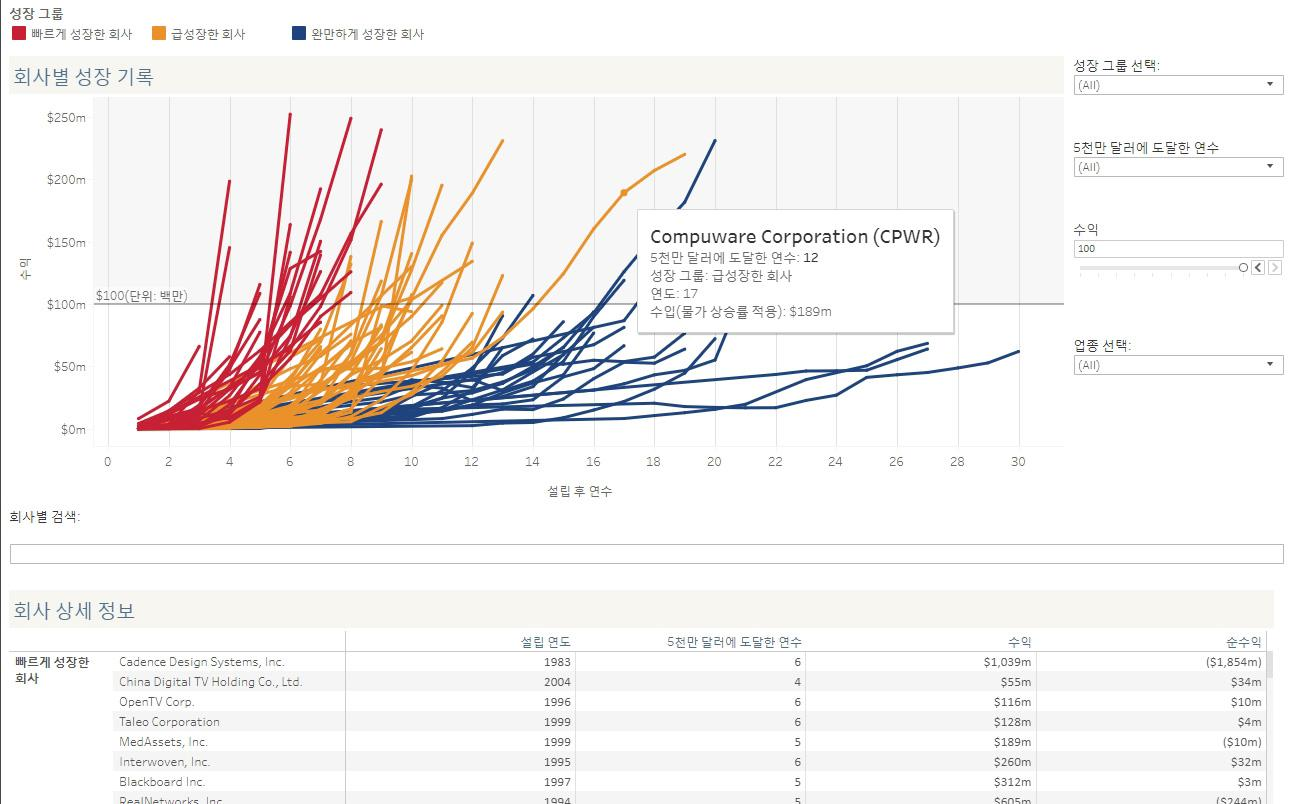 성장 그룹
빠르게 성장한 회사 급성장한 회사 완만하게 성장한 회사
회사별 성장 기록
성장 그룹 선택:
(All)
5천만 달러에 도달한 연수
(All)
수익
100
업종 선택:
(All)
수익
$250m
$200m
$150m
$100m
$50m
$0m
$100(단위: 백만)
Compuware Corporation (CPWR)
5천만 달러에 도달한 연수: 12
성장 그룹: 급성장한 회사
연도: 17
수입(물가 상승률 적용): $189m
0 2 4 6 8 10 12 14 16 18 20 22 24 26 28 30
설립 후 연수
회사별 검색:
회사 상세 정보
설립 연도 5천만 달러에 도달한 연수 수익 순수익
빠르게 성장한 회사
Cadence Design Systems, Inc. 1983 6 $1,039m ($1,854m)
China Digital TV Holding Co., Ltd. 2004 4 $55m $34m
OpenTV Corp. 1996 6 $116m $10m
Taleo Corporation 1999 6 $128m $4m
MedAssets, Inc. 1999 5 $189m ($10m)
Interwoven, Inc. 1995 6 $260m $32m
Blackboard Inc. 1997 5 $312m $3m
RealNetworks, Inc. 1994 5 $605m ($244m)